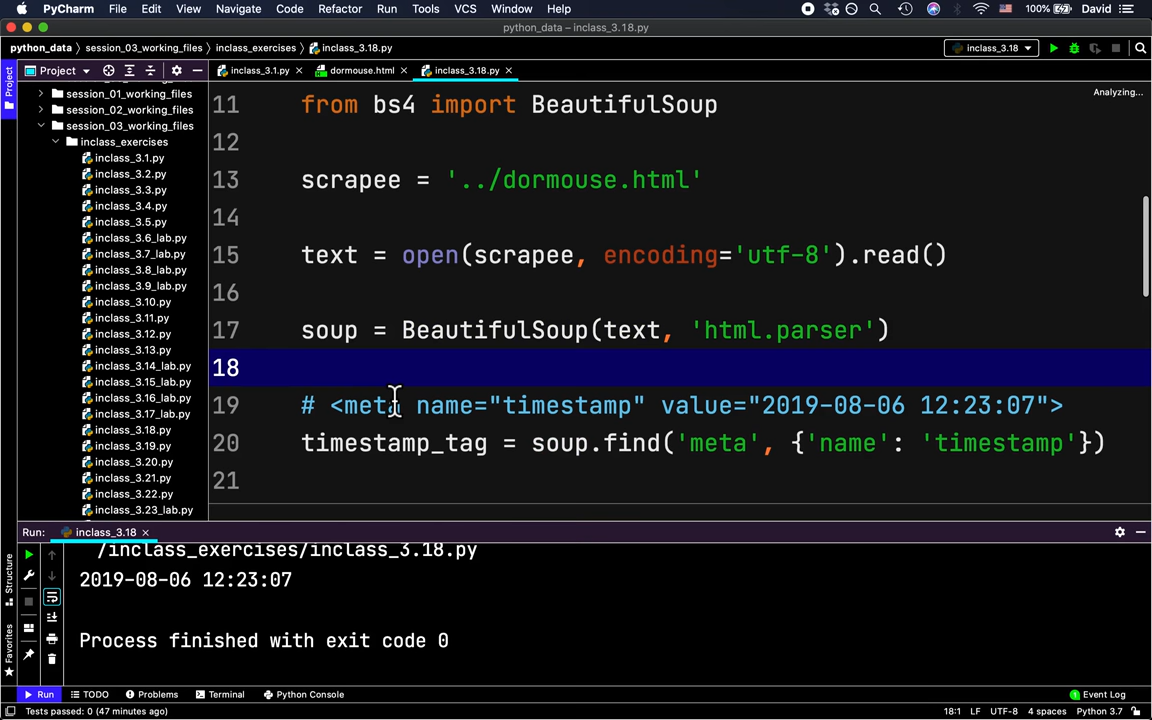 PyCharm File Edit View Navigate Code Refactor Run Tools VCS Window Help 100% David
python_data – inclass_3.18.py
python_data session_03_working_files inclass_exercises inclass_3.18.py inclass_3.18
Project inclass_3.1.py dormouse.html inclass_3.18.py
Project
session_01_working_files
session_02_working_files
session_03_working_files
inclass_exercises
inclass_3.1.py
inclass_3.2.py
inclass_3.3.py
inclass_3.4.py
inclass_3.5.py
inclass_3.6_lab.py
inclass_3.7_lab.py
inclass_3.8_lab.py
inclass_3.9_lab.py
inclass_3.10.py
inclass_3.11.py
inclass_3.12.py
inclass_3.13.py
inclass_3.14_lab.py
inclass_3.15_lab.py
inclass_3.16_lab.py
inclass_3.17_lab.py
inclass_3.18.py
inclass_3.19.py
inclass_3.20.py
inclass_3.21.py
inclass_3.22.py
inclass_3.23_lab.py
Analyzing...
11 from bs4 import BeautifulSoup
12
13 scrapee = '../dormouse.html'
14
15 text = open(scrapee, encoding='utf-8').read()
16
17 soup = BeautifulSoup(text, 'html.parser')
18
19 # <meta name="timestamp" value="2019-08-06 12:23:07">
20 timestamp_tag = soup.find('meta', {'name': 'timestamp'})
21
Run: inclass_3.18
/inclass_exercises/inclass_3.18.py
2019-08-06 12:23:07
Process finished with exit code 0
Structure
Favorites
Run TODO Problems Terminal Python Console 1 Event Log
Tests passed: 0 (47 minutes ago) 18:1 LF UTF-8 4 spaces Python 3.7